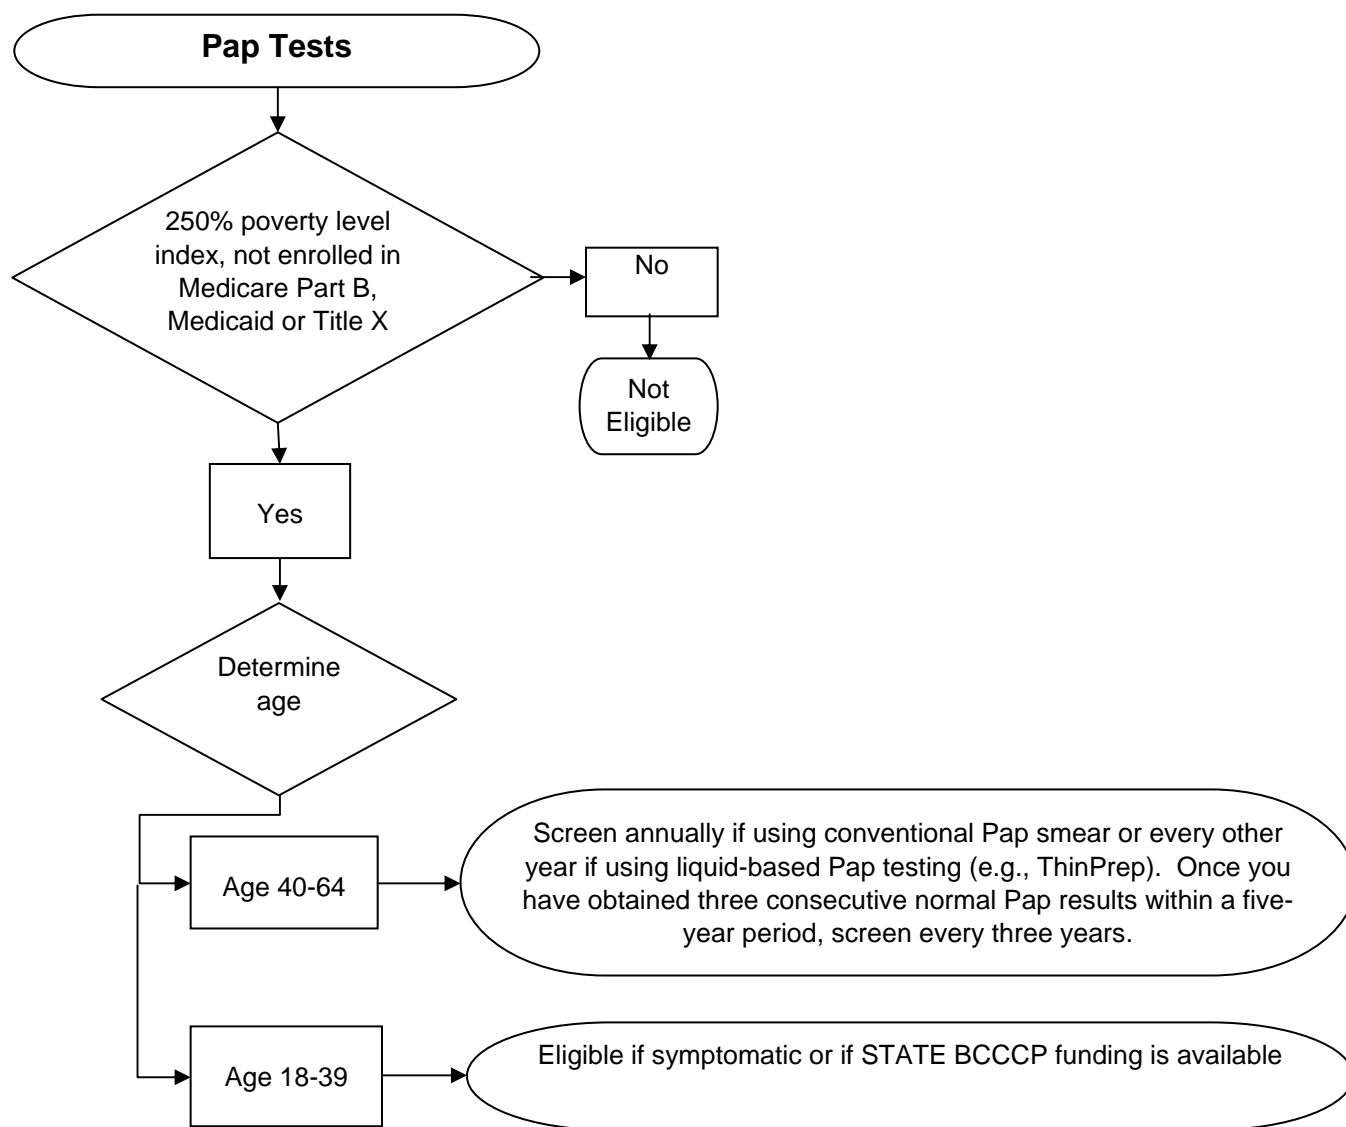 Pap Tests
250% poverty level
index, not enrolled in
Medicare Part B,
Medicaid or Title X
No
Not
Eligible
Yes
Determine
age
Age 40-64
Screen annually if using conventional Pap smear or every other
year if using liquid-based Pap testing (e.g., ThinPrep).  Once you
have obtained three consecutive normal Pap results within a five-
year period, screen every three years.
Age 18-39
Eligible if symptomatic or if STATE BCCCP funding is available